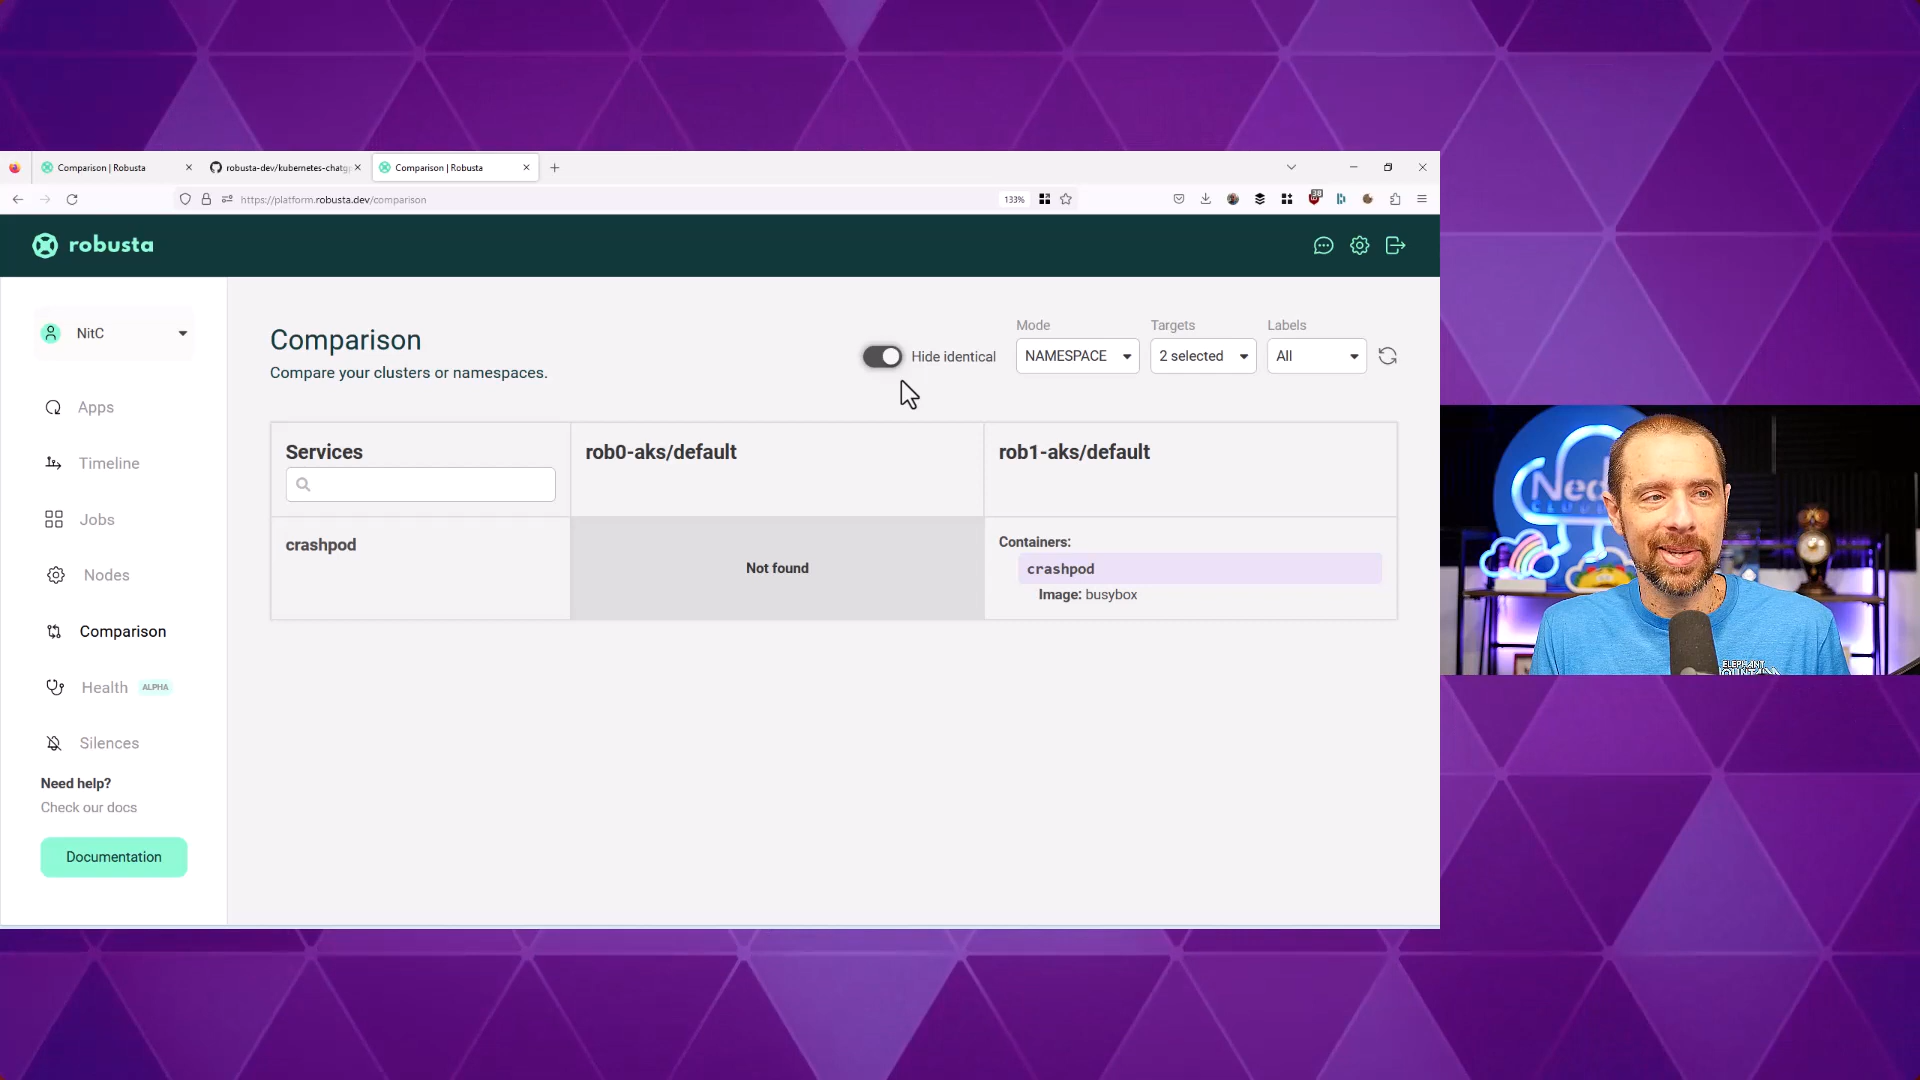 Comparison | Robusta
robusta-dev/kubernetes-chatg
Comparison | Robusta
https://platform.robusta.dev/comparison
133%
robusta
NitC
Apps
Timeline
Jobs
Nodes
Comparison
Health ALPHA
Silences
Need help?
Check our docs
Documentation
Comparison
Compare your clusters or namespaces.
Hide identical
Mode
NAMESPACE
Targets
2 selected
Labels
All
Services
rob0-aks/default
rob1-aks/default
crashpod
Not found
Containers:
crashpod
Image: busybox
ELEPHANT